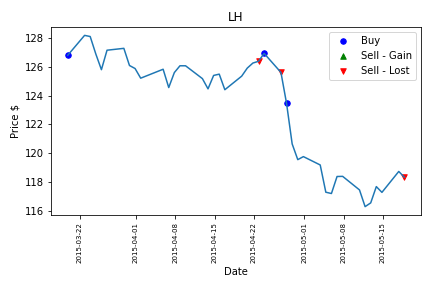 LH
Buy
Sell - Gain
Sell - Lost
Price $
128
126
124
122
120
118
116
2015-03-22
2015-04-01
2015-04-08
2015-04-15
2015-04-22
2015-05-01
2015-05-08
2015-05-15
Date